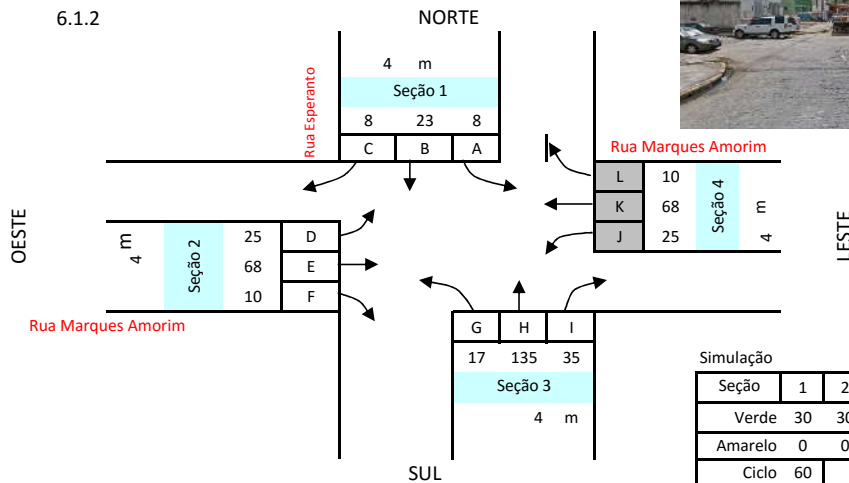 6.1.2
NORTE
4 m
Seção 1
8 23 8
C B A
Rua Esperanto
Rua Marques Amorim
L 10
K 68
J 25
Seção 4
4 m
LESTE
OESTE
4 m
Seção 2
25 D
68 E
10 F
Rua Marques Amorim
G H I
17 135 35
Seção 3
4 m
SUL
Simulação
Seção 1 2
Verde 30 30
Amarelo 0 0
Ciclo 60